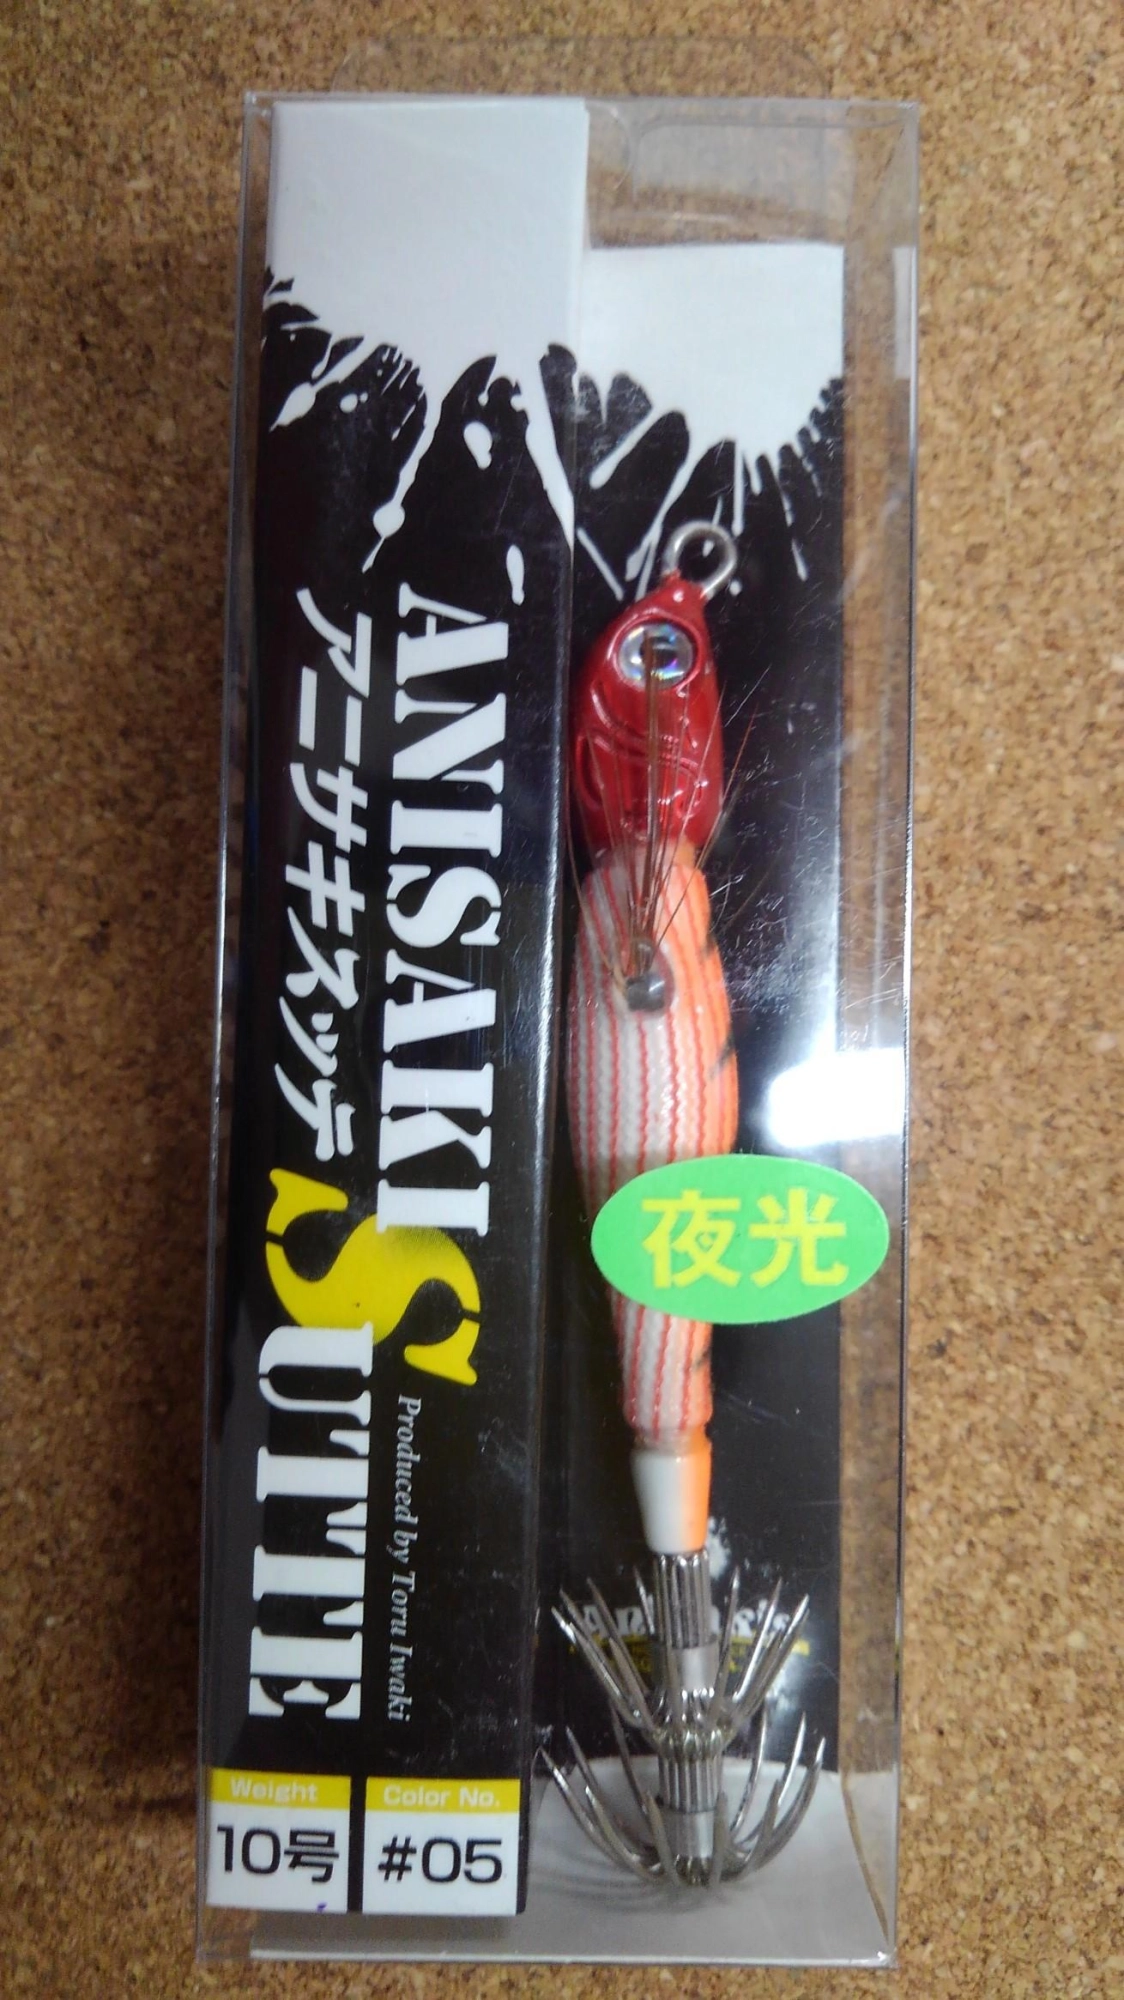 ANISAKI
アニサキスッテ
SUTTE
Produced by Toru Iwaki
Weight
10号
Color No.
#05
夜光